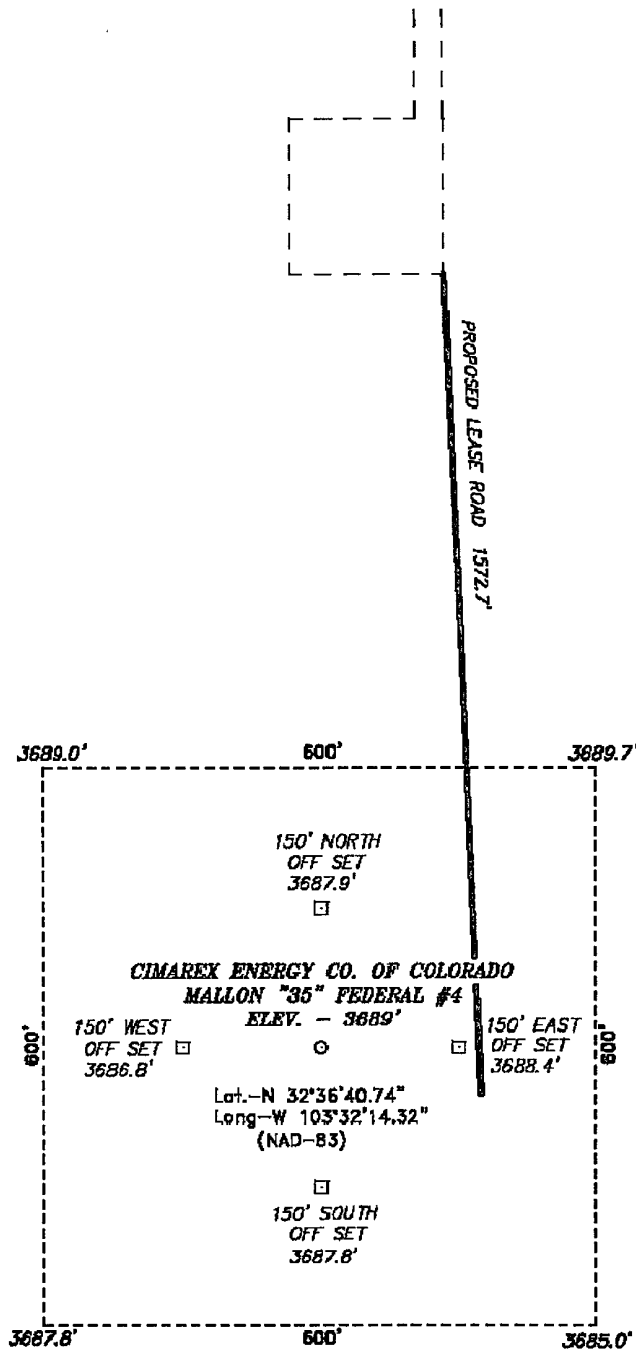 PROPOSED LEASE ROAD 1572.7'
3689.0'
600'
3689.7'
150' NORTH
OFF SET
3687.9'
CIMAREX ENERGY CO. OF COLORADO
MALLON "35" FEDERAL #4
ELEV. - 3689'
600'
150' WEST
OFF SET
3686.8'
150' EAST
OFF SET
3688.4'
600'
Lat.-N 32°36'40.74"
Long-W 103°32'14.32"
(NAD-83)
150' SOUTH
OFF SET
3687.8'
3687.8'
600'
3685.0'